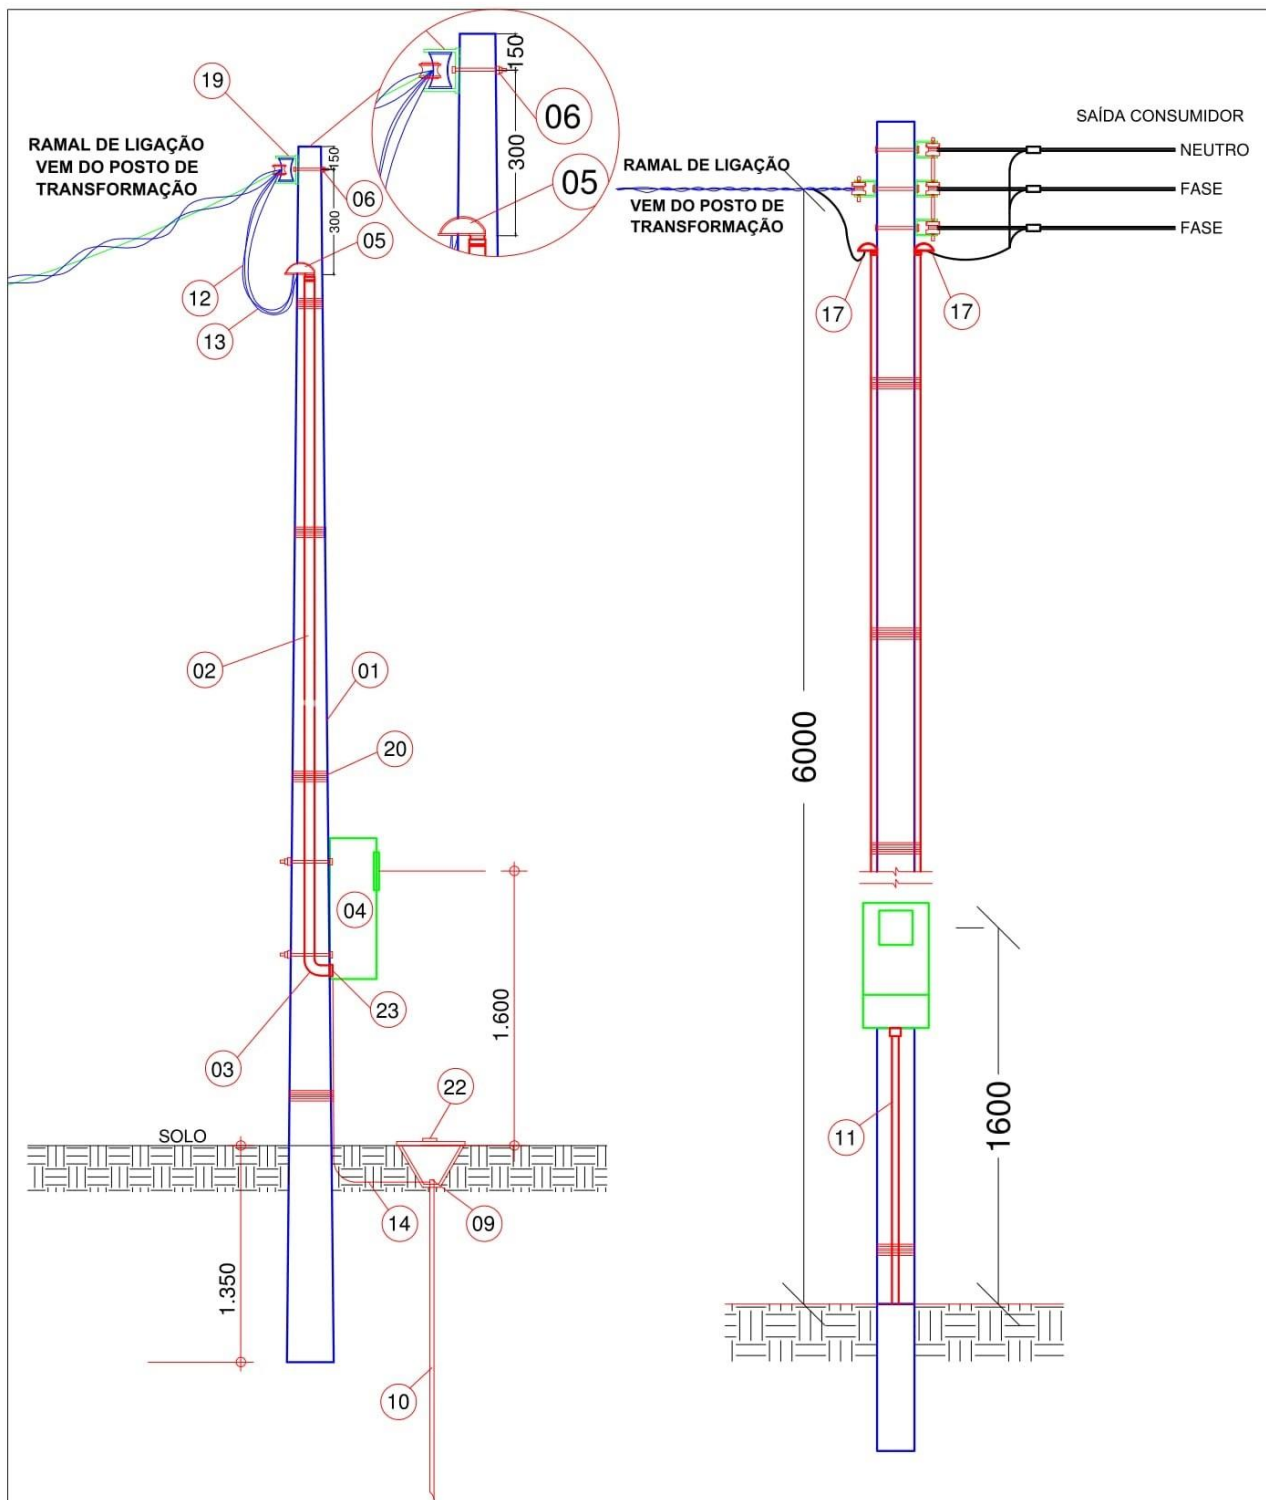 19
RAMAL DE LIGAÇÃO
VEM DO POSTO DE
TRANSFORMAÇÃO
150
06
300
05
12
13
150
06
300
05
02
01
20
04
23
03
1.600
22
SOLO
14
09
1.350
10
SAÍDA CONSUMIDOR
NEUTRO
RAMAL DE LIGAÇÃO
FASE
VEM DO POSTO DE
TRANSFORMAÇÃO
FASE
17
17
6000
11
1600